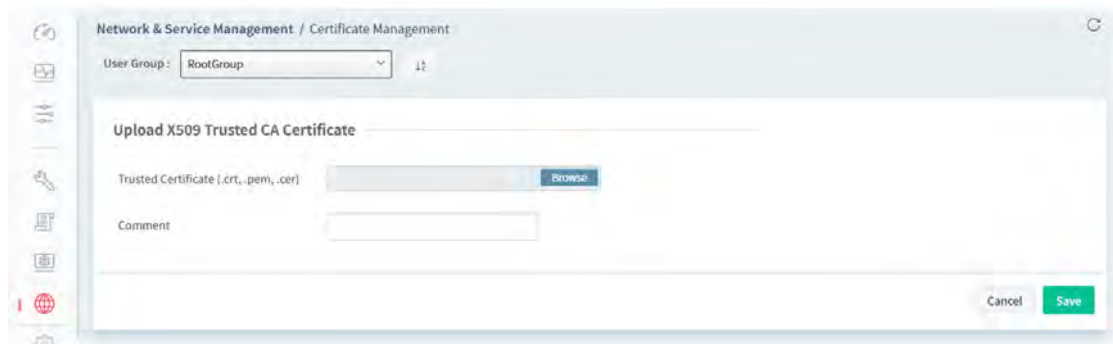 Network & Service Management / Certificate Management
User Group : RootGroup
Upload X509 Trusted CA Certificate
Trusted Certificate (.crt, .pem, .cer) Browse
Comment
Cancel Save